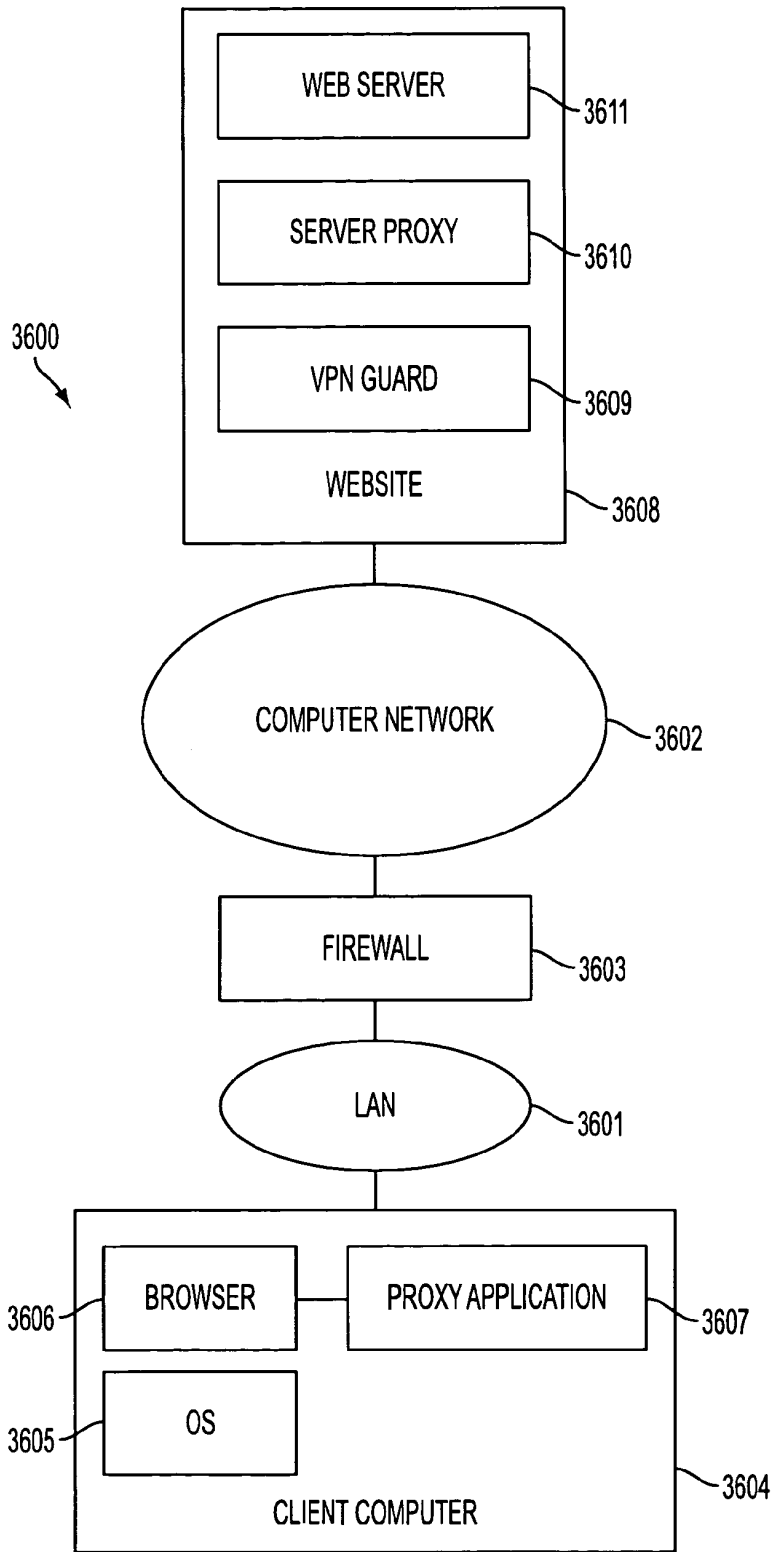 WEB SERVER
3611
SERVER PROXY
3610
3600
VPN GUARD
3609
WEBSITE
3608
COMPUTER NETWORK
3602
FIREWALL
3603
LAN
3601
BROWSER
PROXY APPLICATION
3606
3607
OS
3605
3604
CLIENT COMPUTER